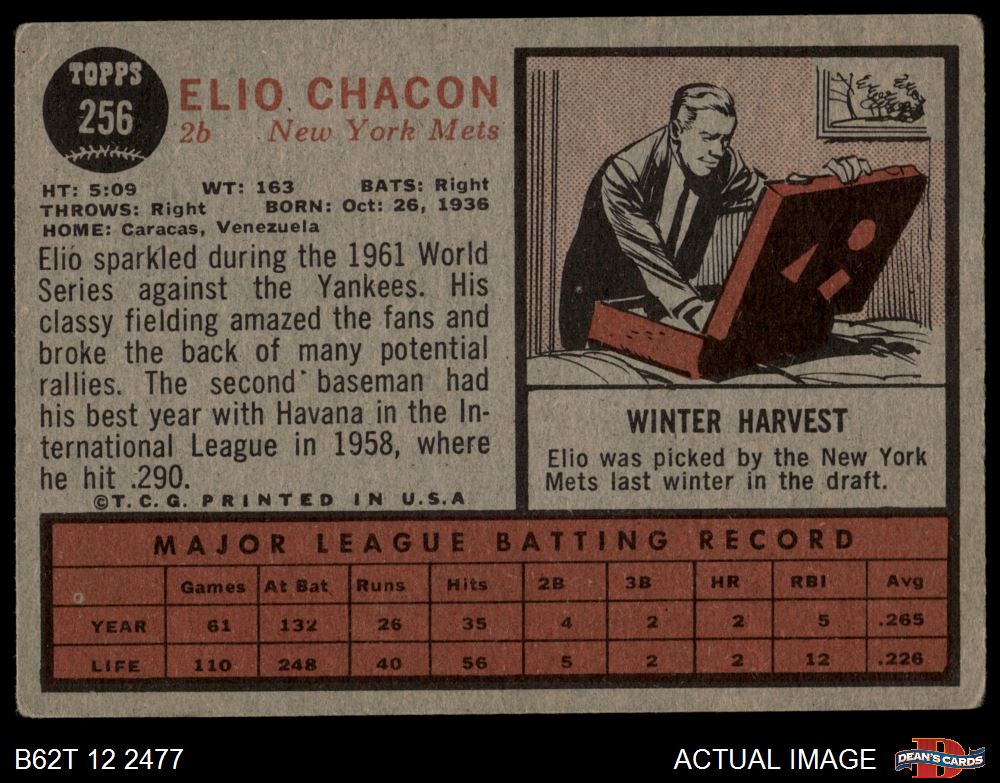 TOPPS
256
ELIO CHACON
2b New York Mets
HT: 5:09 WT: 163 BATS: Right
THROWS: Right BORN: Oct: 26, 1936
HOME: Caracas, Venezuela
Elio sparkled during the 1961 World
Series against the Yankees. His
classy fielding amazed the fans and
broke the back of many potential
rallies. The second baseman had
his best year with Havana in the In-
ternational League in 1958, where
he hit .290.
©T.C.G. PRINTED IN U.S.A
WINTER HARVEST
Elio was picked by the New York
Mets last winter in the draft.
MAJOR LEAGUE BATTING RECORD
Games At Bat Runs Hits 2B 3B HR RBI Avg
YEAR 61 132 26 35 4 2 2 5 .265
LIFE 110 248 40 56 5 2 2 12 .226
B62T 12 2477
ACTUAL IMAGE
DEAN'S CARDS